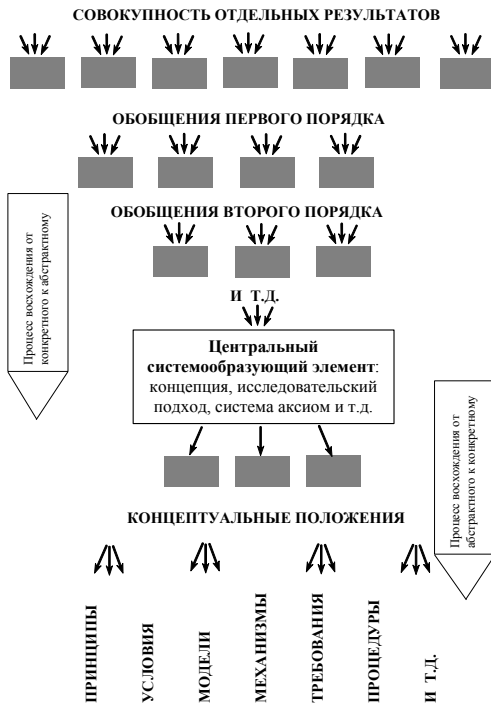 СОВОКУПНОСТЬ ОТДЕЛЬНЫХ РЕЗУЛЬТАТОВ
ОБОБЩЕНИЯ ПЕРВОГО ПОРЯДКА
ОБОБЩЕНИЯ ВТОРОГО ПОРЯДКА
Процесс восхождения от
конкретного к абстрактному
И Т.Д.
Центральный
системообразующий элемент:
концепция, исследовательский
подход, система аксиом и т.д.
Процесс восхождения от
абстрактного к конкретному
КОНЦЕПТУАЛЬНЫЕ ПОЛОЖЕНИЯ
ПРИНЦИПЫ
УСЛОВИЯ
МОДЕЛИ
МЕХАНИЗМЫ
ТРЕБОВАНИЯ
ПРОЦЕДУРЫ
И Т.Д.